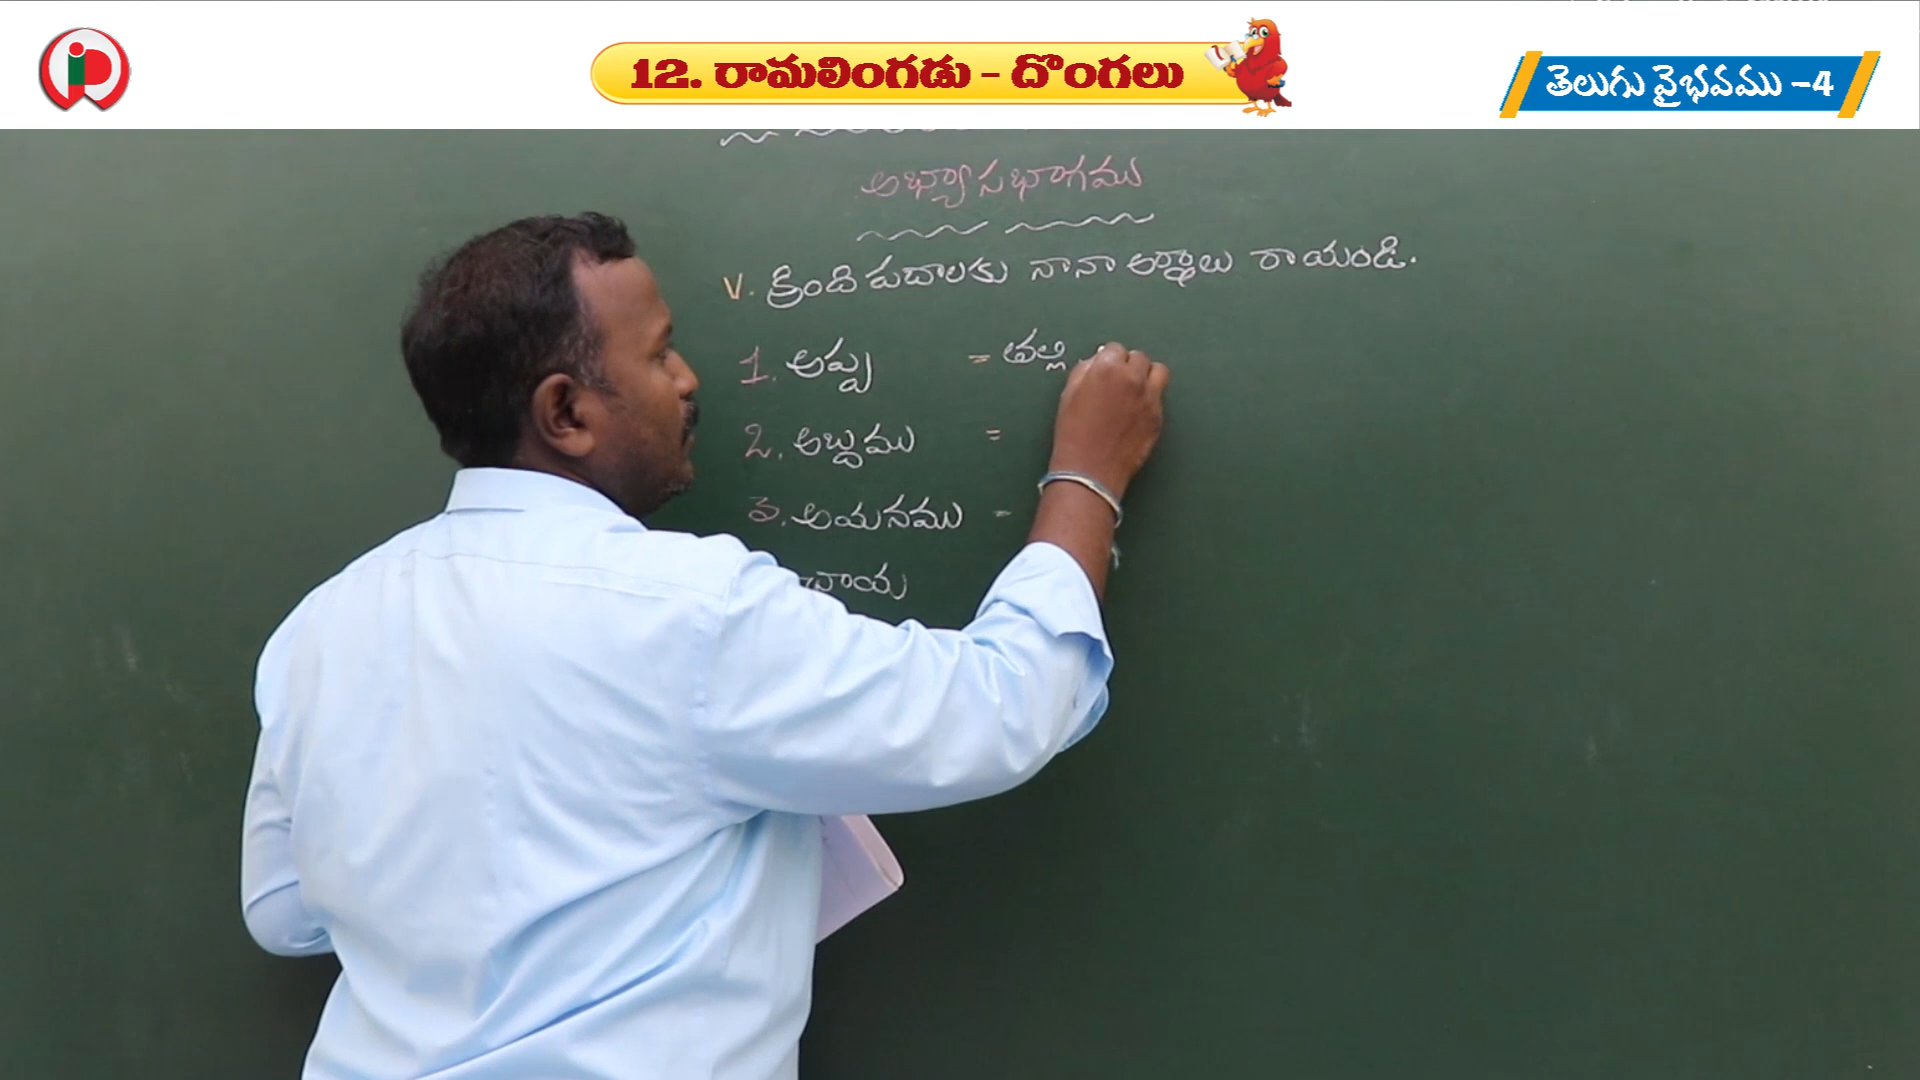 12. రామలింగడు - దొంగలు
తెలుగు వైభవము -4
అభ్యాసభాగము
V. క్రింది పదాలకు నానా అర్థాలు రాయండి.
1. అప్పు = తల్లి
2. అబ్దము =
3. అయనము =